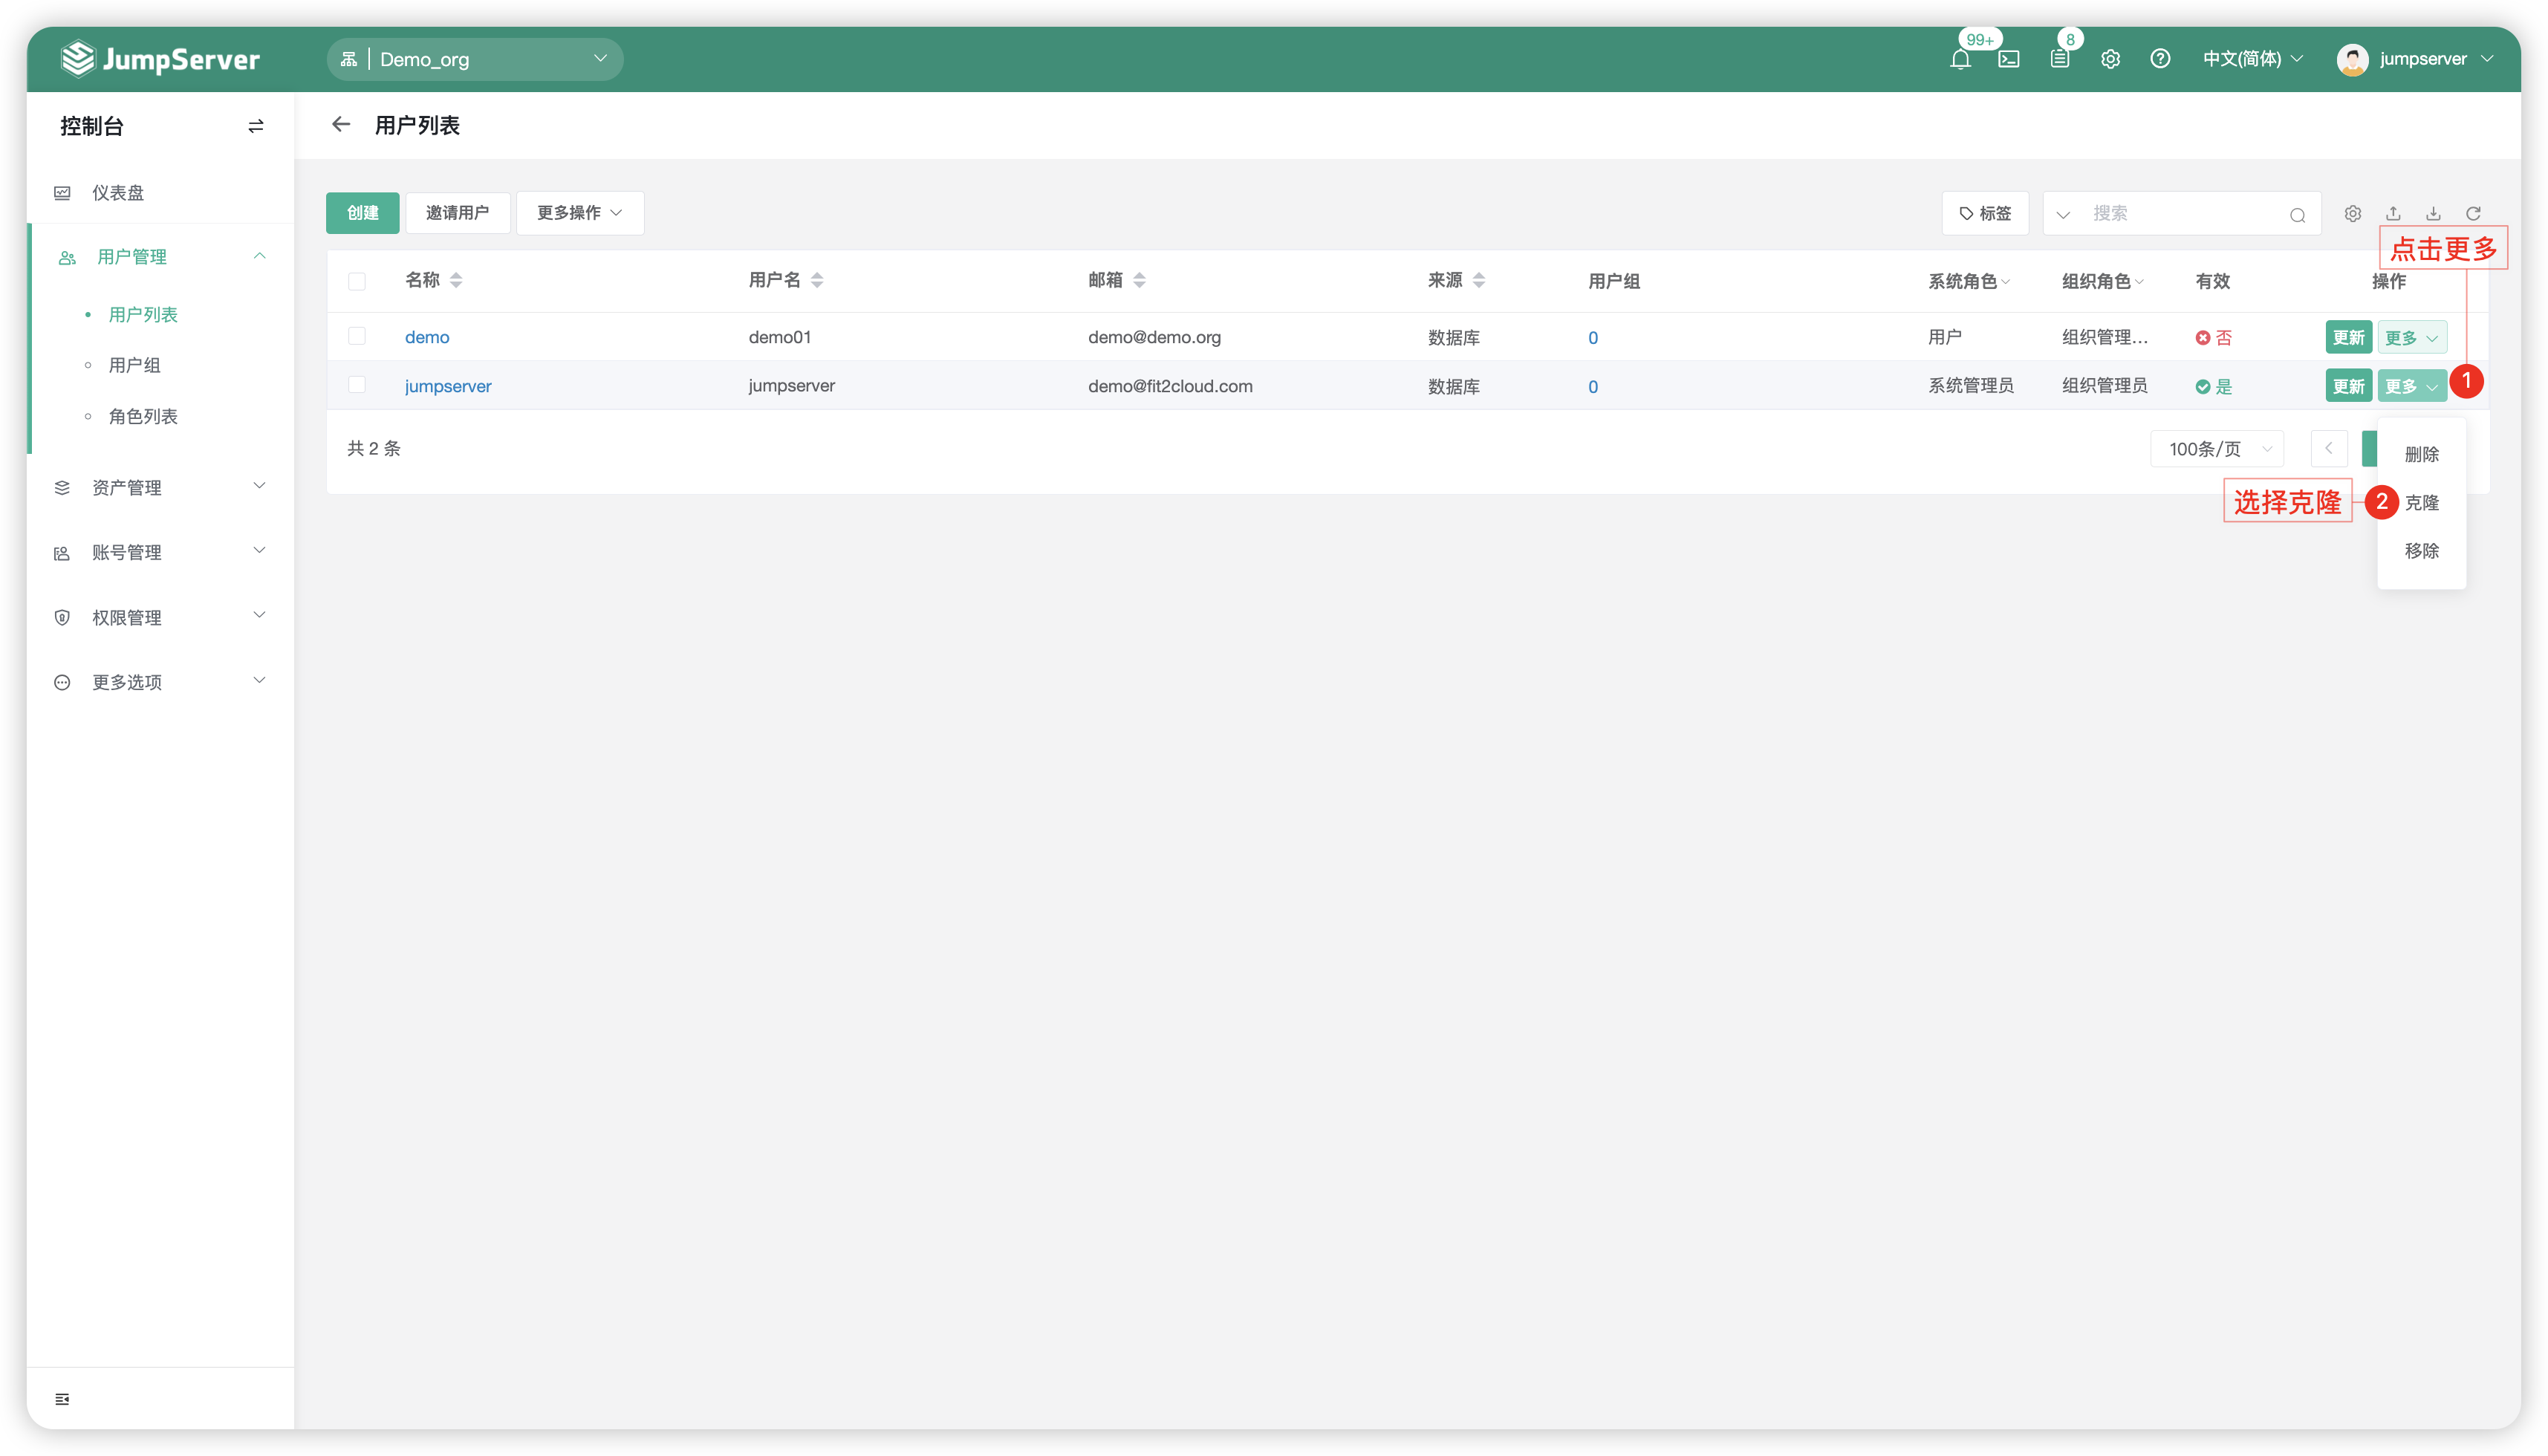 JumpServer
Demo_org
99+
8
中文(简体)
jumpserver
控制台
用户列表
仪表盘
用户管理
用户列表
用户组
角色列表
资产管理
账号管理
权限管理
更多选项
创建
邀请用户
更多操作
标签
搜索
点击更多
名称 用户名 邮箱 来源 用户组 系统角色 组织角色 有效 操作
demo demo01 demo@demo.org 数据库 0 用户 组织管理... 否 更新 更多
jumpserver jumpserver demo@fit2cloud.com 数据库 0 系统管理员 组织管理员 是 更新 更多 1
共 2 条
100条/页
删除
选择克隆 2 克隆
移除